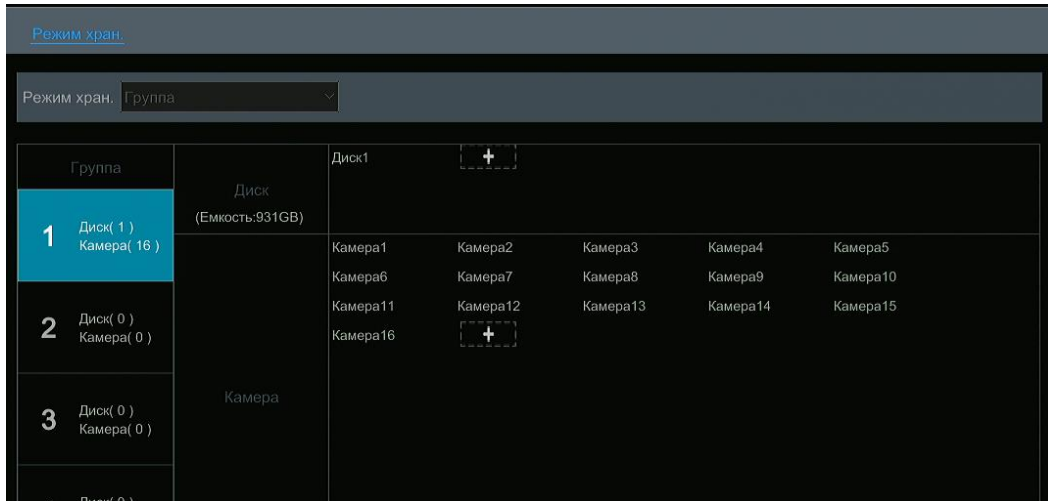 Режим хран.
Режим хран. Группа
Группа
1
Диск( 1 )
Камера( 16 )
2
Диск( 0 )
Камера( 0 )
3
Диск( 0 )
Камера( 0 )
Диск( 0 )
Диск
(Емкость:931GB)
Диск1 +
Камера
Камера1 Камера2 Камера3 Камера4 Камера5
Камера6 Камера7 Камера8 Камера9 Камера10
Камера11 Камера12 Камера13 Камера14 Камера15
Камера16 +